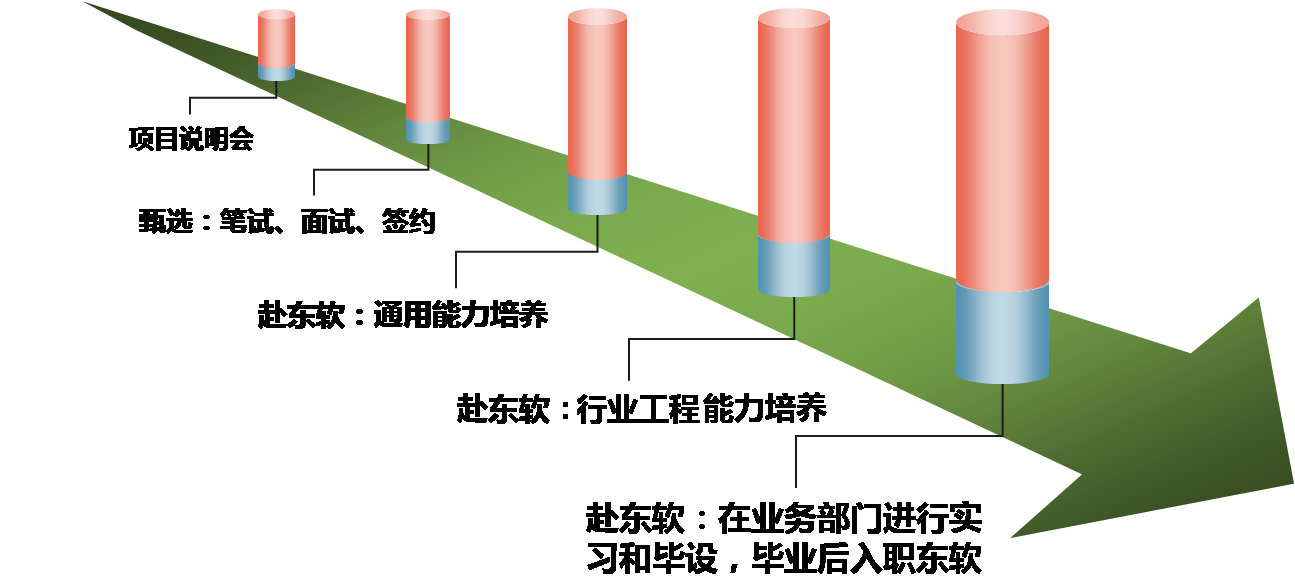 项目说明会
甄选：笔试、面试、签约
赴东软：通用能力培养
赴东软：行业工程能力培养
赴东软：在业务部门进行实
习和毕设，毕业后入职东软